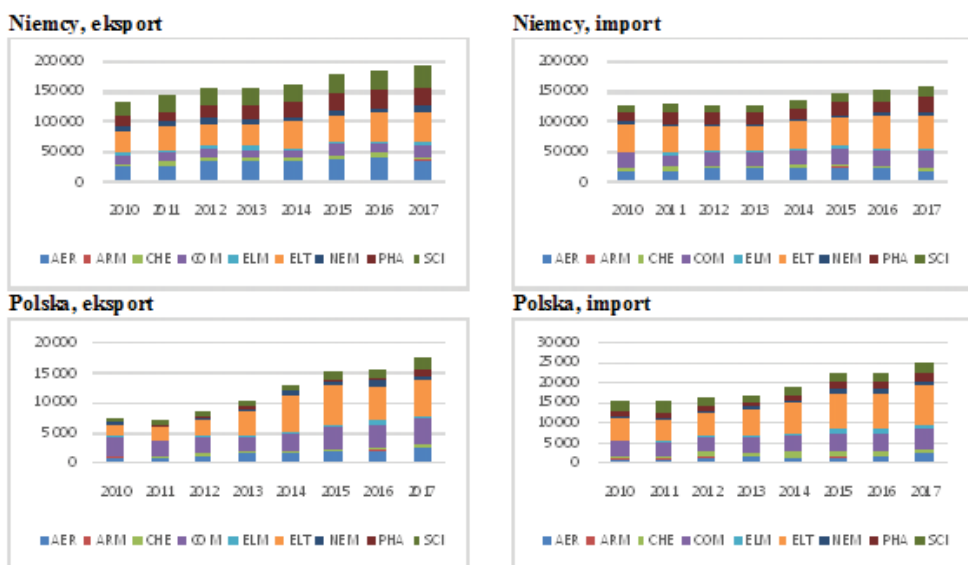 Niemcy, eksport
200000
150000
100000
50000
0
2010 2011 2012 2013 2014 2015 2016 2017
AER ARM CHE COM ELM ELT NEM PHA SCI
Niemcy, import
200000
150000
100000
50000
0
2010 2011 2012 2013 2014 2015 2016 2017
AER ARM CHE COM ELM ELT NEM PHA SCI
Polska, eksport
20000
15000
10000
5000
0
2010 2011 2012 2013 2014 2015 2016 2017
AER ARM CHE COM ELM ELT NEM PHA SCI
Polska, import
30000
25000
20000
15000
10000
5000
0
2010 2011 2012 2013 2014 2015 2016 2017
AER ARM CHE COM ELM ELT NEM PHA SCI